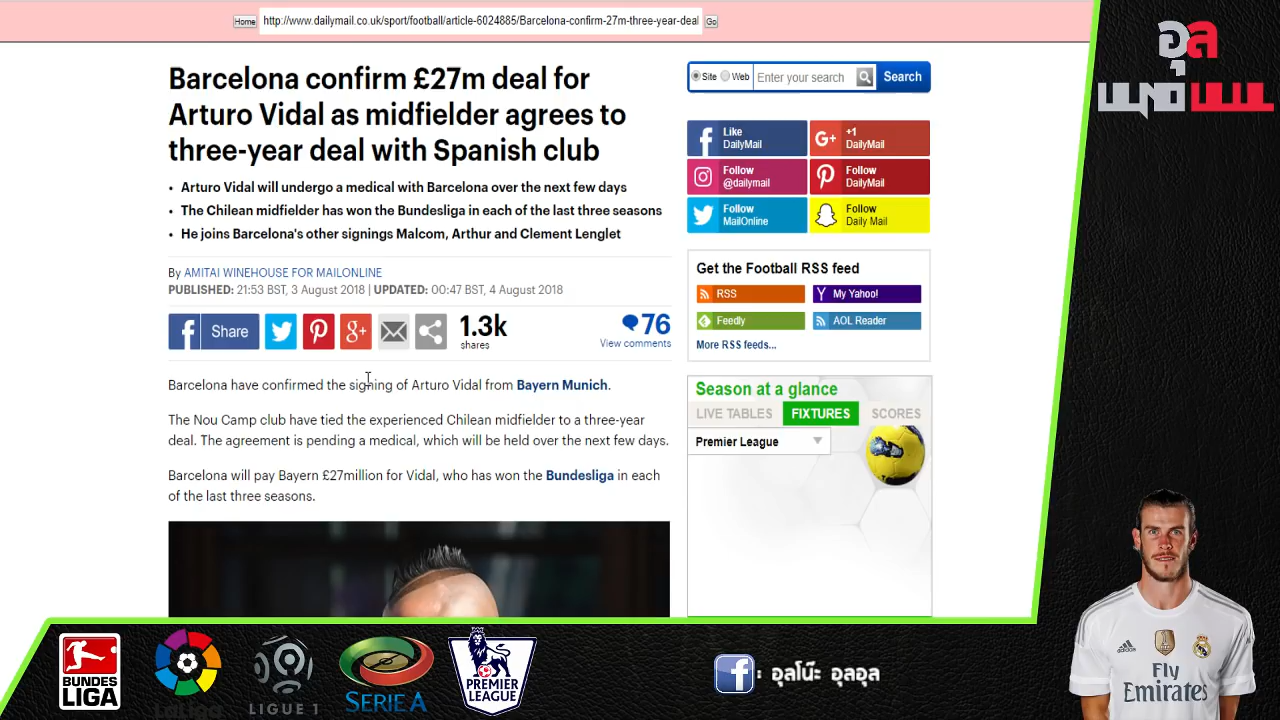 Home
http://www.dailymail.co.uk/sport/football/article-6024885/Barcelona-confirm-27m-three-year-deal
Go
Barcelona confirm £27m deal for
Arturo Vidal as midfielder agrees to
three-year deal with Spanish club
• Arturo Vidal will undergo a medical with Barcelona over the next few days
• The Chilean midfielder has won the Bundesliga in each of the last three seasons
• He joins Barcelona's other signings Malcom, Arthur and Clement Lenglet
By AMITAI WINEHOUSE FOR MAILONLINE
PUBLISHED: 21:53 BST, 3 August 2018 | UPDATED: 00:47 BST, 4 August 2018
Share
1.3k
shares
76
View comments
Barcelona have confirmed the signing of Arturo Vidal from Bayern Munich.
The Nou Camp club have tied the experienced Chilean midfielder to a three-year
deal. The agreement is pending a medical, which will be held over the next few days.
Barcelona will pay Bayern £27million for Vidal, who has won the Bundesliga in each
of the last three seasons.
Site Web Enter your search Search
Like
DailyMail
+1
DailyMail
Follow
@dailymail
Follow
DailyMail
Follow
MailOnline
Follow
Daily Mail
Get the Football RSS feed
RSS
My Yahoo!
Feedly
AOL Reader
More RSS feeds...
Season at a glance
LIVE TABLES FIXTURES SCORES
Premier League
อุล
Fly
Emirates
BUNDES
LIGA
LaLiga
LIGUE 1
SERIE A
PREMIER
LEAGUE
: อุลโน๊ะ อุลอุล